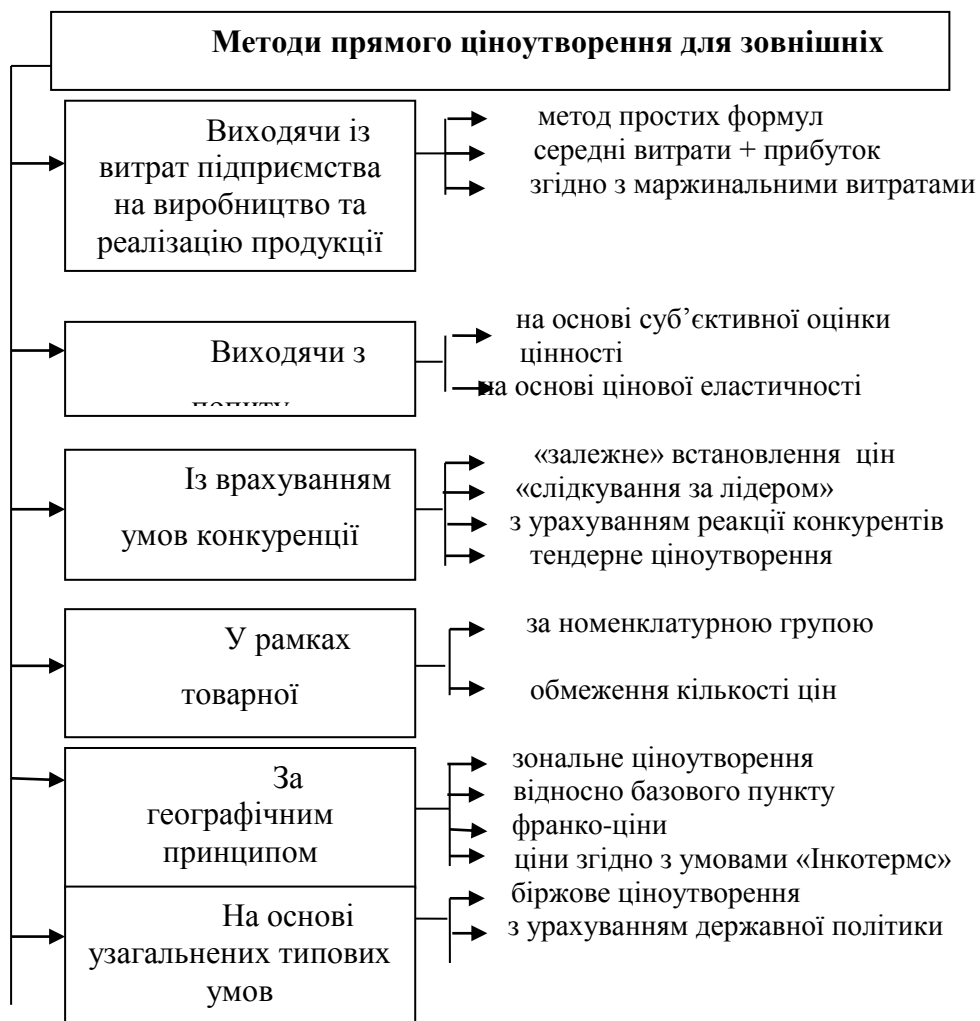 Методи прямого ціноутворення для зовнішніх
Виходячи із
витрат підприємства
на виробництво та
реалізацію продукції
метод простих формул
середні витрати + прибуток
згідно з маржинальними витратами
Виходячи з
попиту
на основі суб’єктивної оцінки
цінності
на основі цінової еластичності
Із врахуванням
умов конкуренції
«залежне» встановлення цін
«слідкування за лідером»
з урахуванням реакції конкурентів
тендерне ціноутворення
У рамках
товарної
за номенклатурною групою
обмеження кількості цін
За
географічним
принципом
зональне ціноутворення
відносно базового пункту
франко-ціни
ціни згідно з умовами «Інкотермс»
На основі
узагальнених типових
умов
біржове ціноутворення
з урахуванням державної політики